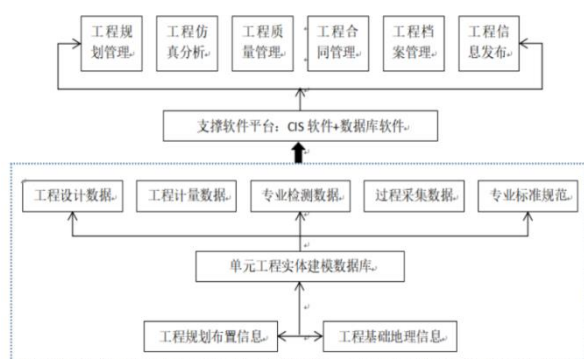 工程规
划管理
工程仿
真分析
工程质
量管理
工程合
同管理
工程档
案管理
工程信
息发布
支撑软件平台：CIS 软件+数据库软件
工程设计数据
工程计量数据
专业检测数据
过程采集数据
专业标准规范
单元工程实体建模数据库
工程规划布置信息
工程基础地理信息